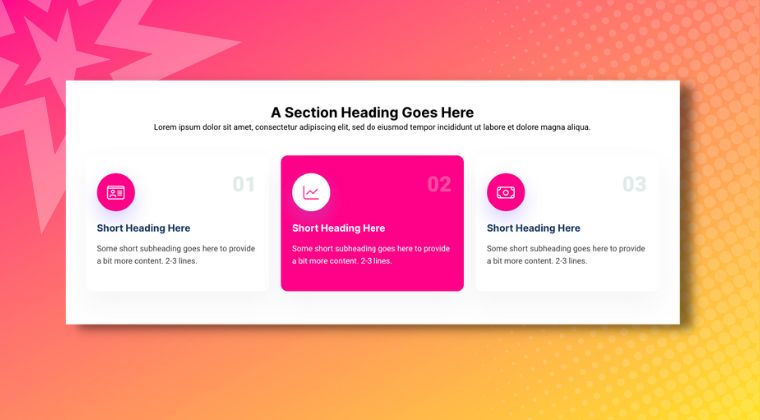 A Section Heading Goes Here
Lorem ipsum dolor sit amet, consectetur adipiscing elit, sed do eiusmod tempor incididunt ut labore et dolore magna aliqua.
01
Short Heading Here
Some short subheading goes here to provide
a bit more content. 2-3 lines.
02
Short Heading Here
Some short subheading goes here to provide
a bit more content. 2-3 lines.
03
Short Heading Here
Some short subheading goes here to provide
a bit more content. 2-3 lines.